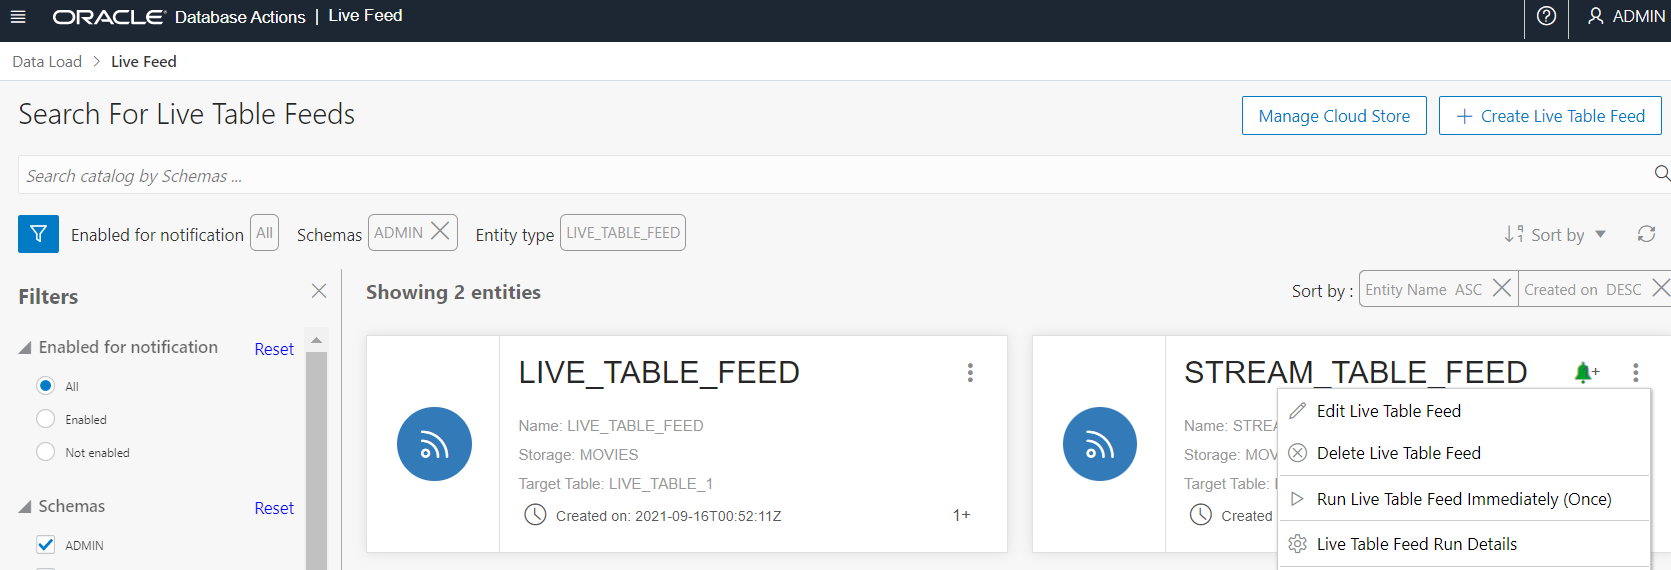 ORACLE Database Actions | Live Feed
ADMIN
Data Load > Live Feed
Search For Live Table Feeds
Manage Cloud Store
+ Create Live Table Feed
Search catalog by Schemas ...
Enabled for notification All Schemas ADMIN Entity type LIVE_TABLE_FEED
Sort by
Filters
Enabled for notification Reset
All
Enabled
Not enabled
Schemas Reset
ADMIN
Showing 2 entities
Sort by : Entity Name ASC Created on DESC
LIVE_TABLE_FEED
Name: LIVE_TABLE_FEED
Storage: MOVIES
Target Table: LIVE_TABLE_1
Created on: 2021-09-16T00:52:11Z 1+
STREAM_TABLE_FEED +
Name:
Storage:
Target Table:
Created
Edit Live Table Feed
Delete Live Table Feed
Run Live Table Feed Immediately (Once)
Live Table Feed Run Details